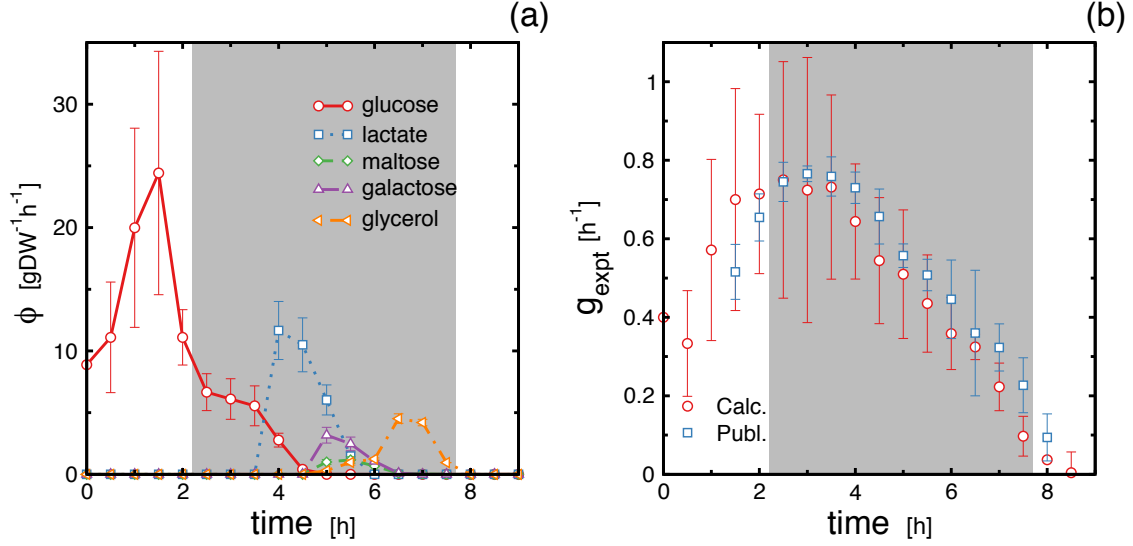 (a)
30
20
10
0
ϕ [gDW⁻¹h⁻¹]
glucose
lactate
maltose
galactose
glycerol
0 2 4 6 8
time [h]
(b)
1
0.8
0.6
0.4
0.2
0
g_expt [h⁻¹]
Calc.
Publ.
0 2 4 6 8
time [h]